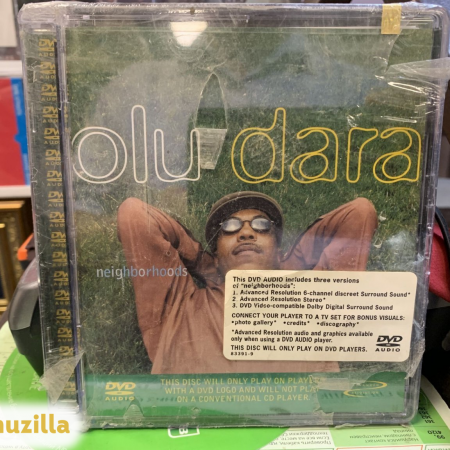 olu dara
neighborhoods
This DVD AUDIO includes three versions
of "neighborhoods":
1. Advanced Resolution 6-channel discreet Surround Sound*
2 Advanced Resolution Stereo*
3. DVD Video-compatible Dolby Digital Surround Sound
CONNECT YOUR PLAYER TO A TV SET FOR BONUS VISUALS:
•photo gallery* •credits* •discography*
*Advanced Resolution audio and graphics available
only when using a DVD AUDIO player.
THIS DISC WILL ONLY PLAY ON DVD PLAYERS.
83391-9
DVD
AUDIO
DVD
AUDIO
THIS DISC WILL ONLY PLAY ON PLAYERS
WITH A DVD LOGO AND WILL NOT PLAY
ON A CONVENTIONAL CD PLAYER.
uzilla